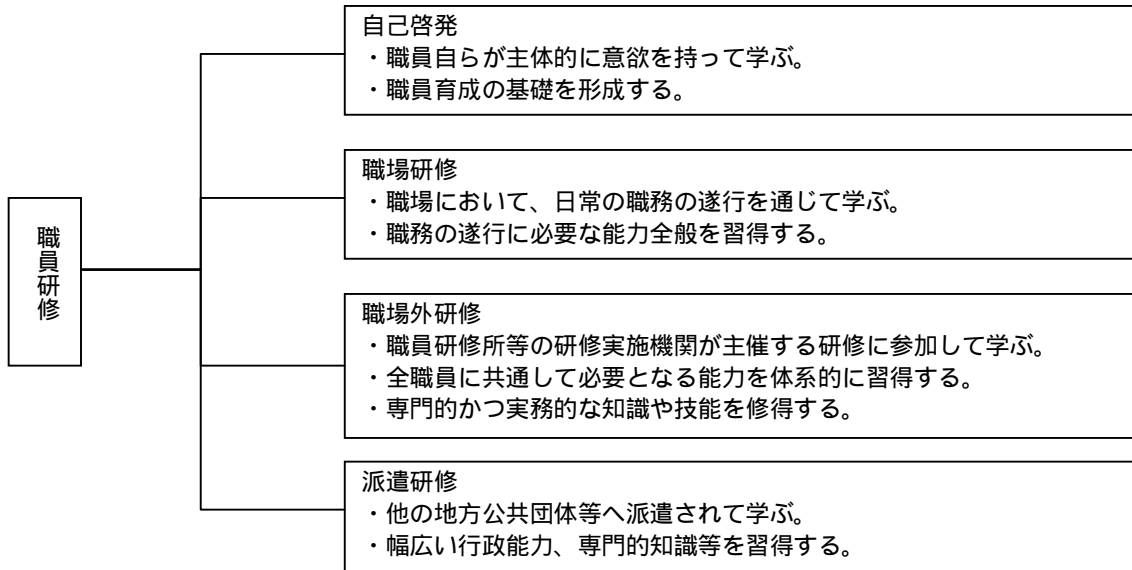 職員研修
自己啓発
・職員自らが主体的に意欲を持って学ぶ。
・職員育成の基礎を形成する。
職場研修
・職場において、日常の職務の遂行を通じて学ぶ。
・職務の遂行に必要な能力全般を習得する。
職場外研修
・職員研修所等の研修実施機関が主催する研修に参加して学ぶ。
・全職員に共通して必要となる能力を体系的に習得する。
・専門的かつ実務的な知識や技能を修得する。
派遣研修
・他の地方公共団体等へ派遣されて学ぶ。
・幅広い行政能力、専門的知識等を習得する。